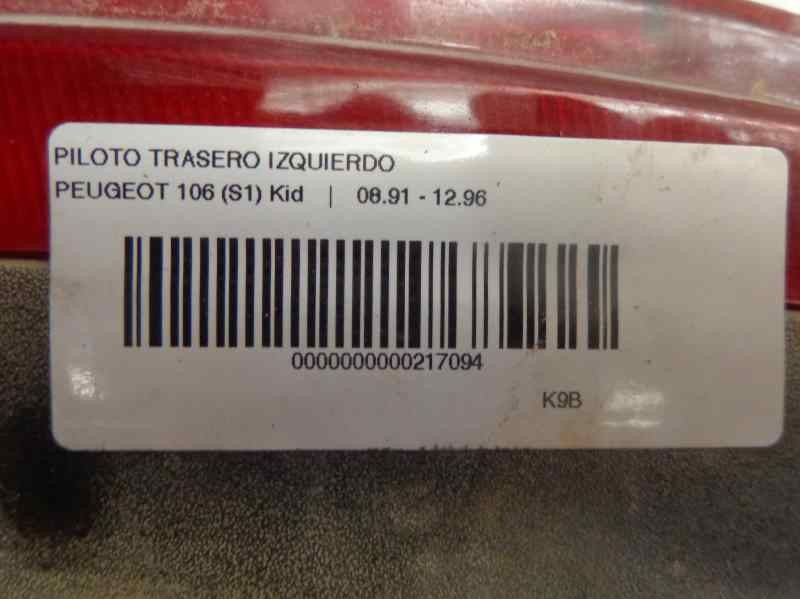 PILOTO TRASERO IZQUIERDO
PEUGEOT 106 (S1) Kid | 08.91 - 12.96
0000000000217094
K9B